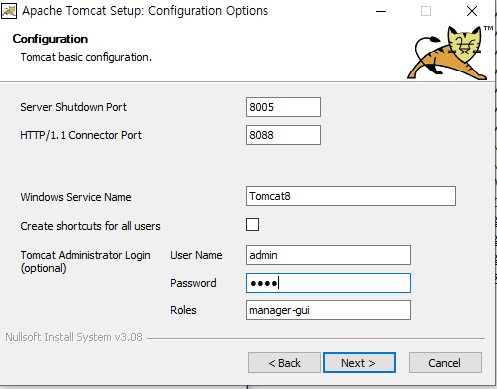 Apache Tomcat Setup: Configuration Options
Configuration
Tomcat basic configuration.
TM
Server Shutdown Port 8005
HTTP/1.1 Connector Port 8088
Windows Service Name Tomcat8
Create shortcuts for all users
Tomcat Administrator Login
(optional)
User Name admin
Password ●●●●
Roles manager-gui
Nullsoft Install System v3.08
< Back Next > Cancel